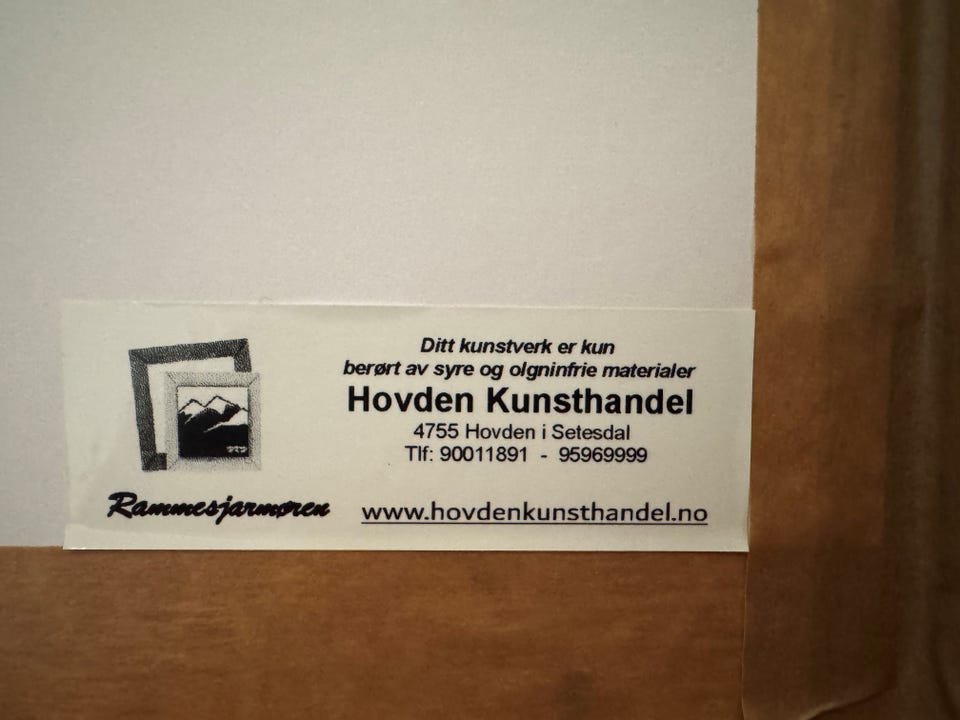 Ditt kunstverk er kun
berørt av syre og olgninfrie materialer
Hovden Kunsthandel
4755 Hovden i Setesdal
Tlf: 90011891 - 95969999
Rammesjarmøren
www.hovdenkunsthandel.no